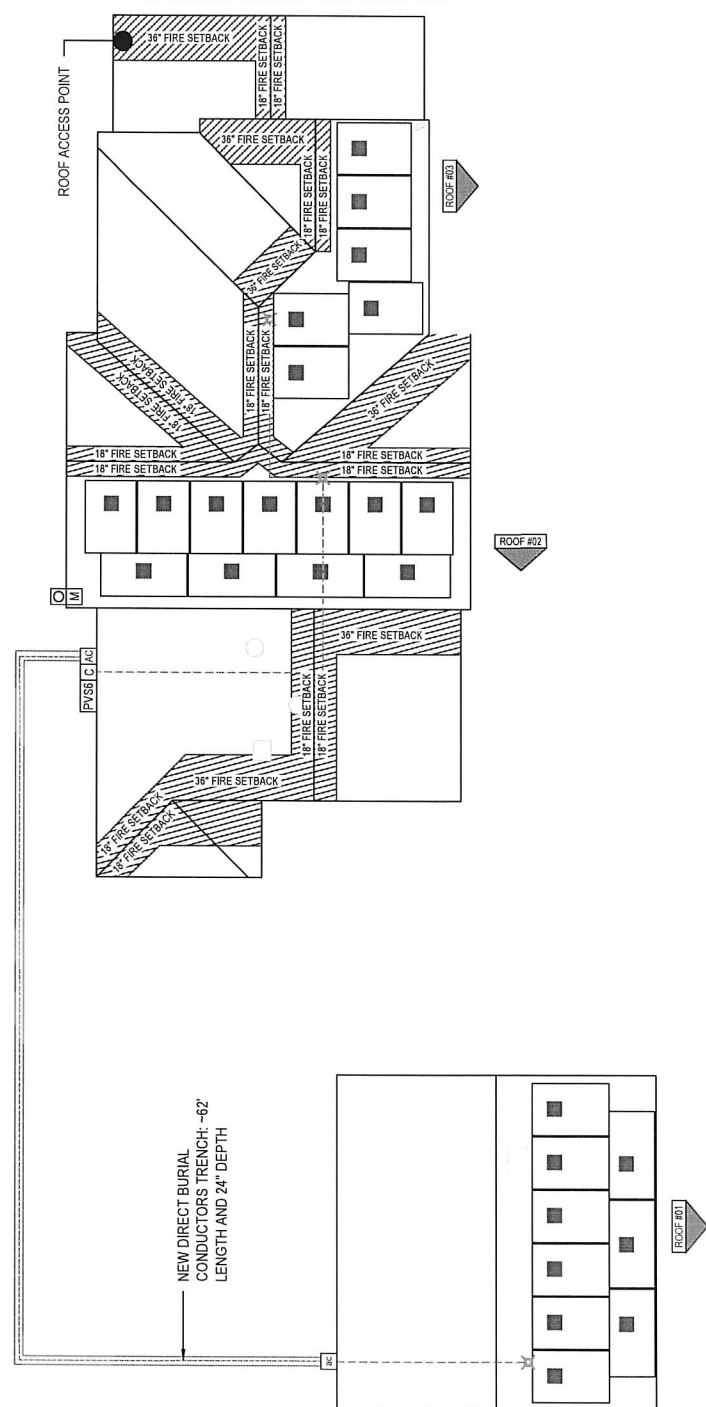 ROOF ACCESS POINT
36" FIRE SETBACK
18" FIRE SETBACK
18" FIRE SETBACK
36" FIRE SETBACK
18" FIRE SETBACK
18" FIRE SETBACK
ROOF #03
36" FIRE SETBACK
18" FIRE SETBACK
18" FIRE SETBACK
18" FIRE SETBACK
18" FIRE SETBACK
36" FIRE SETBACK
18" FIRE SETBACK
18" FIRE SETBACK
18" FIRE SETBACK
18" FIRE SETBACK
ROOF #02
O
M
PVS6 C AC
36" FIRE SETBACK
18" FIRE SETBACK
18" FIRE SETBACK
36" FIRE SETBACK
18" FIRE SETBACK
18" FIRE SETBACK
NEW DIRECT BURIAL
CONDUCTORS TRENCH: ~62'
LENGTH AND 24" DEPTH
ac
ROOF #01